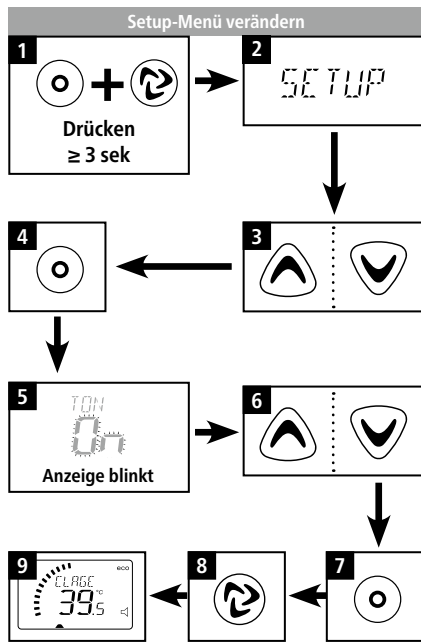 Setup-Menü verändern
1
Drücken
≥ 3 sek
2
SETUP
3
4
5
TON
On
Anzeige blinkt
6
7
8
9
eco
CLAGE
39.5 °C